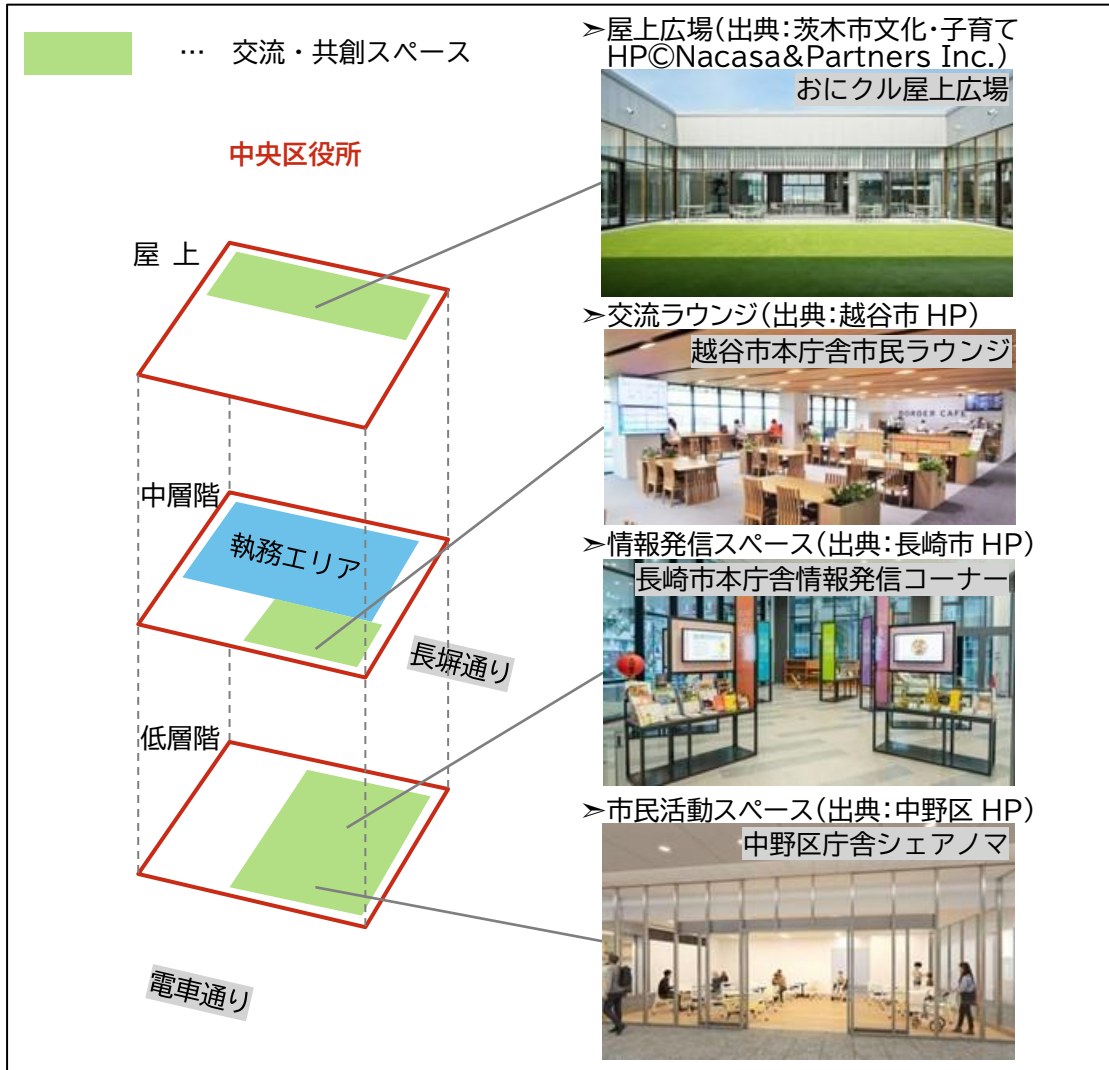 … 交流・共創スペース
中央区役所
屋 上
中層階
執務エリア
長塀通り
低層階
電車通り
➢屋上広場(出典:茨木市文化・子育て
HP©Nacasa&Partners Inc.)
おにクル屋上広場
➢交流ラウンジ(出典:越谷市 HP)
越谷市本庁舎市民ラウンジ
BORDER CAFE
➢情報発信スペース(出典:長崎市 HP)
長崎市本庁舎情報発信コーナー
➢市民活動スペース(出典:中野区 HP)
中野区庁舎シェアノマ